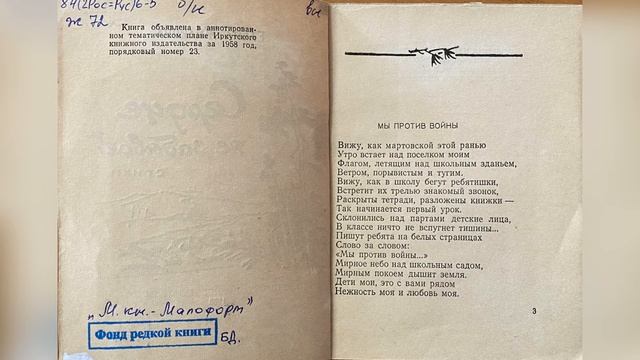 84(2Рос=Рус)6-5 о/н
Ж 72
Книга объявлена в аннотирован-
ном тематическом плане Иркутского
книжного издательства за 1958 год,
порядковый номер 23.
„М. кн.- Малоформ"
Фонд редкой книги
БД.
МЫ ПРОТИВ ВОЙНЫ
Вижу, как мартовской этой ранью
Утро встает над поселком моим
Флагом, летящим над школьным зданьем,
Ветром, порывистым и тугим.
Вижу, как в школу бегут ребятишки,
Встретит их трелью знакомый звонок,
Раскрыты тетради, разложены книжки —
Так начинается первый урок.
Склонились над партами детские лица,
В классе ничто не вспугнет тишины...
Пишут ребята на белых страницах
Слово за словом:
«Мы против войны...»
Мирное небо над школьным садом,
Мирным покоем дышит земля.
Дети мои, это с вами рядом
Нежность моя и любовь моя.
3